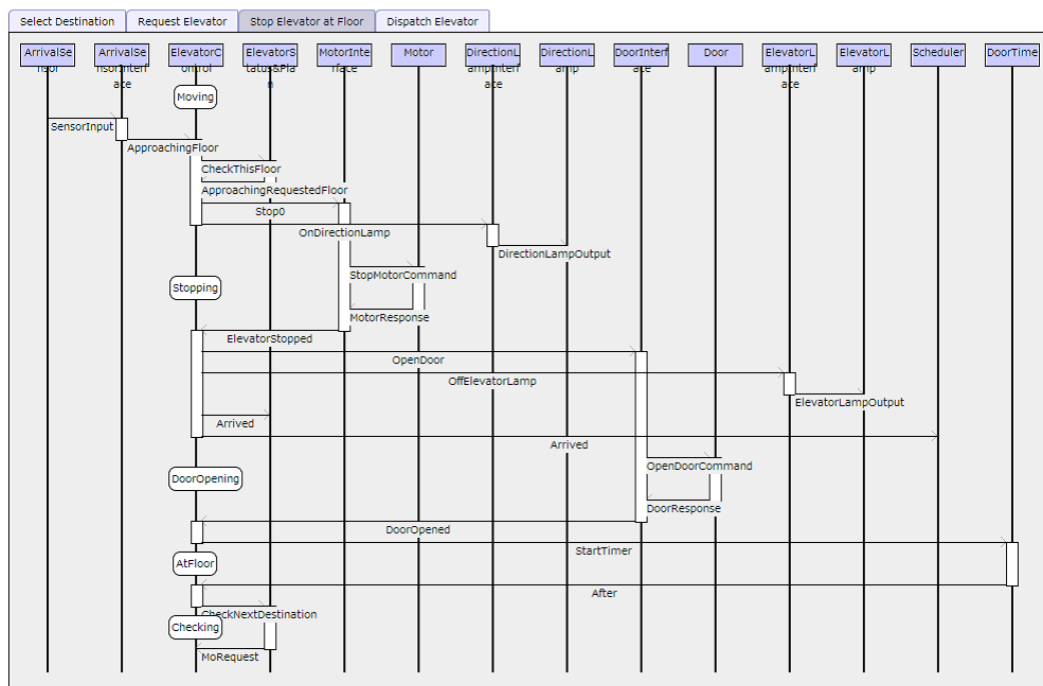 Select Destination
Request Elevator
Stop Elevator at Floor
Dispatch Elevator
ArrivalSe
nsor
ArrivalSe
nsorInterf
ace
ElevatorC
ontrol
ElevatorS
tatus&Pla
n
MotorInte
rface
Motor
DirectionL
ampInterf
ace
DirectionL
amp
DoorInterf
ace
Door
ElevatorL
ampInterf
ace
ElevatorL
amp
Scheduler
DoorTime
Moving
SensorInput
ApproachingFloor
CheckThisFloor
ApproachingRequestedFloor
Stop0
OnDirectionLamp
DirectionLampOutput
StopMotorCommand
Stopping
MotorResponse
ElevatorStopped
OpenDoor
OffElevatorLamp
ElevatorLampOutput
Arrived
Arrived
OpenDoorCommand
DoorOpening
DoorResponse
DoorOpened
StartTimer
AtFloor
After
CheckNextDestination
Checking
MoRequest